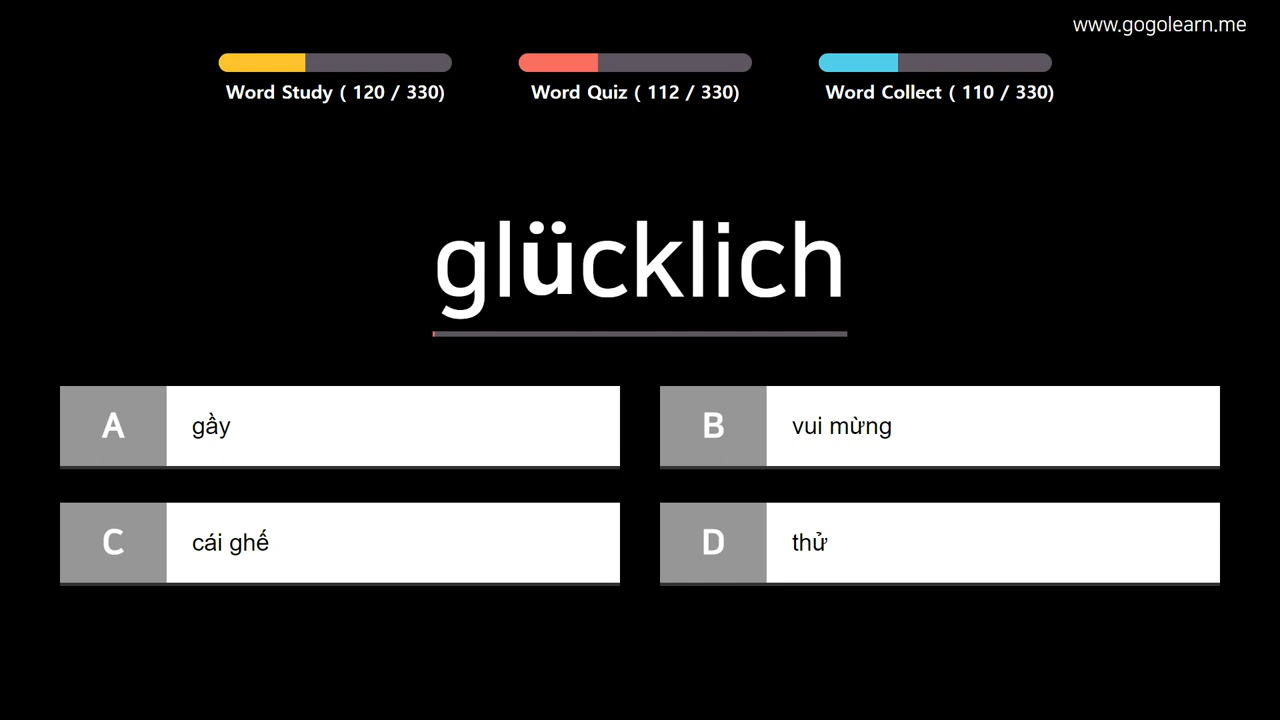 www.gogolearn.me
Word Study ( 120 / 330)
Word Quiz ( 112 / 330)
Word Collect ( 110 / 330)
glücklich
A gầy
B vui mừng
C cái ghế
D thử